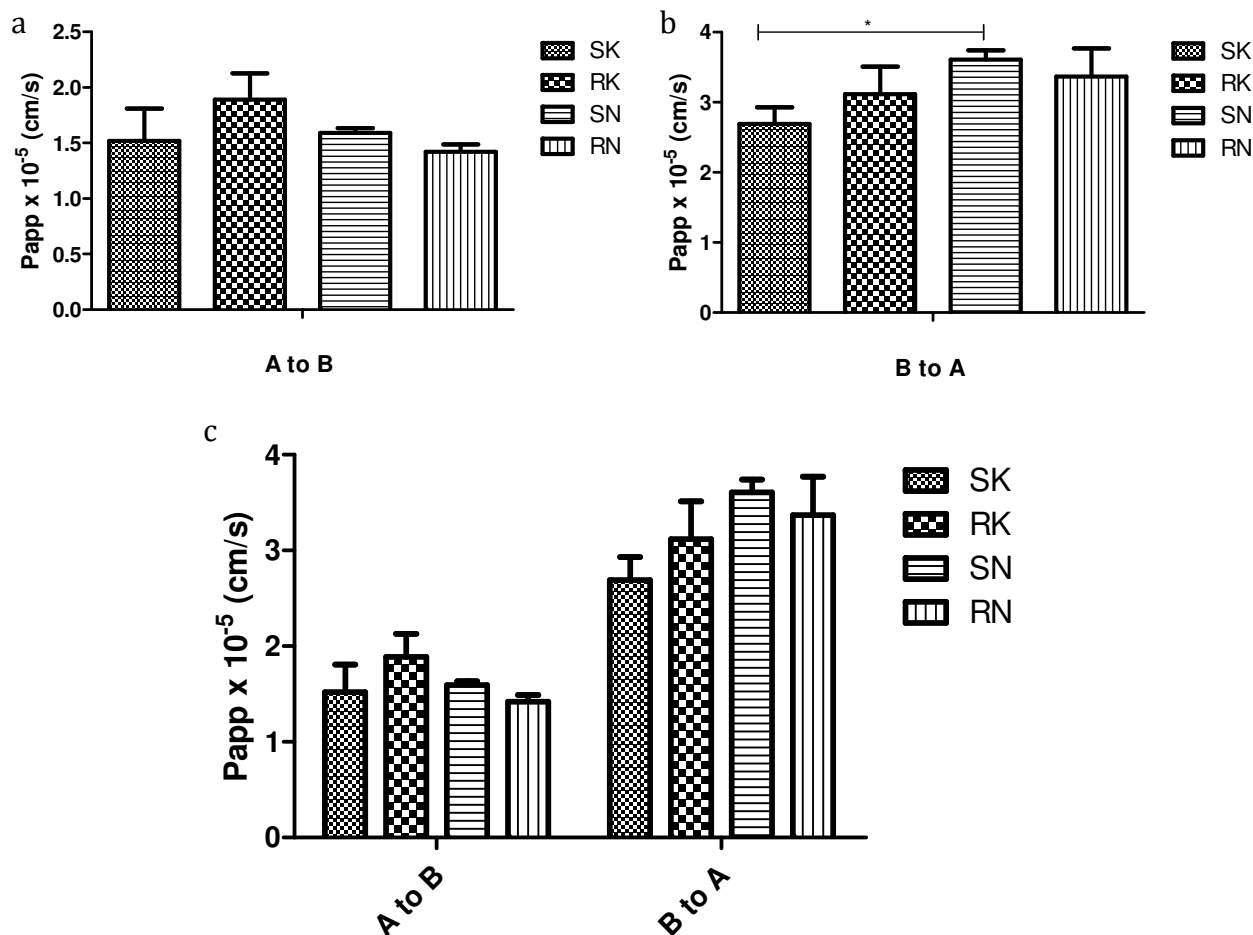 a
2.5
2.0
1.5
1.0
0.5
0.0
Papp x 10⁻⁵ (cm/s)
A to B
SK
RK
SN
RN
b
*
4
3
2
1
0
Papp x 10⁻⁵ (cm/s)
B to A
SK
RK
SN
RN
c
4
3
2
1
0
Papp x 10⁻⁵ (cm/s)
A to B
B to A
SK
RK
SN
RN